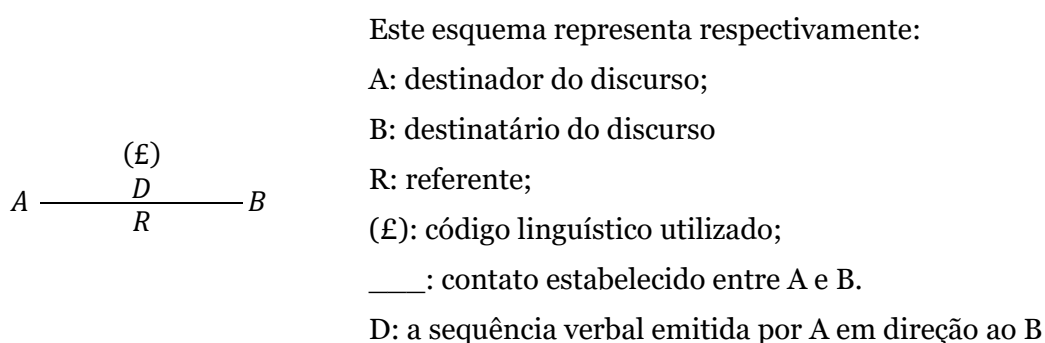 Este esquema representa respectivamente:
A: destinador do discurso;
B: destinatário do discurso
(£)
D
A B
R
R: referente;
(£): código linguístico utilizado;
___: contato estabelecido entre A e B.
D: a sequência verbal emitida por A em direção ao B